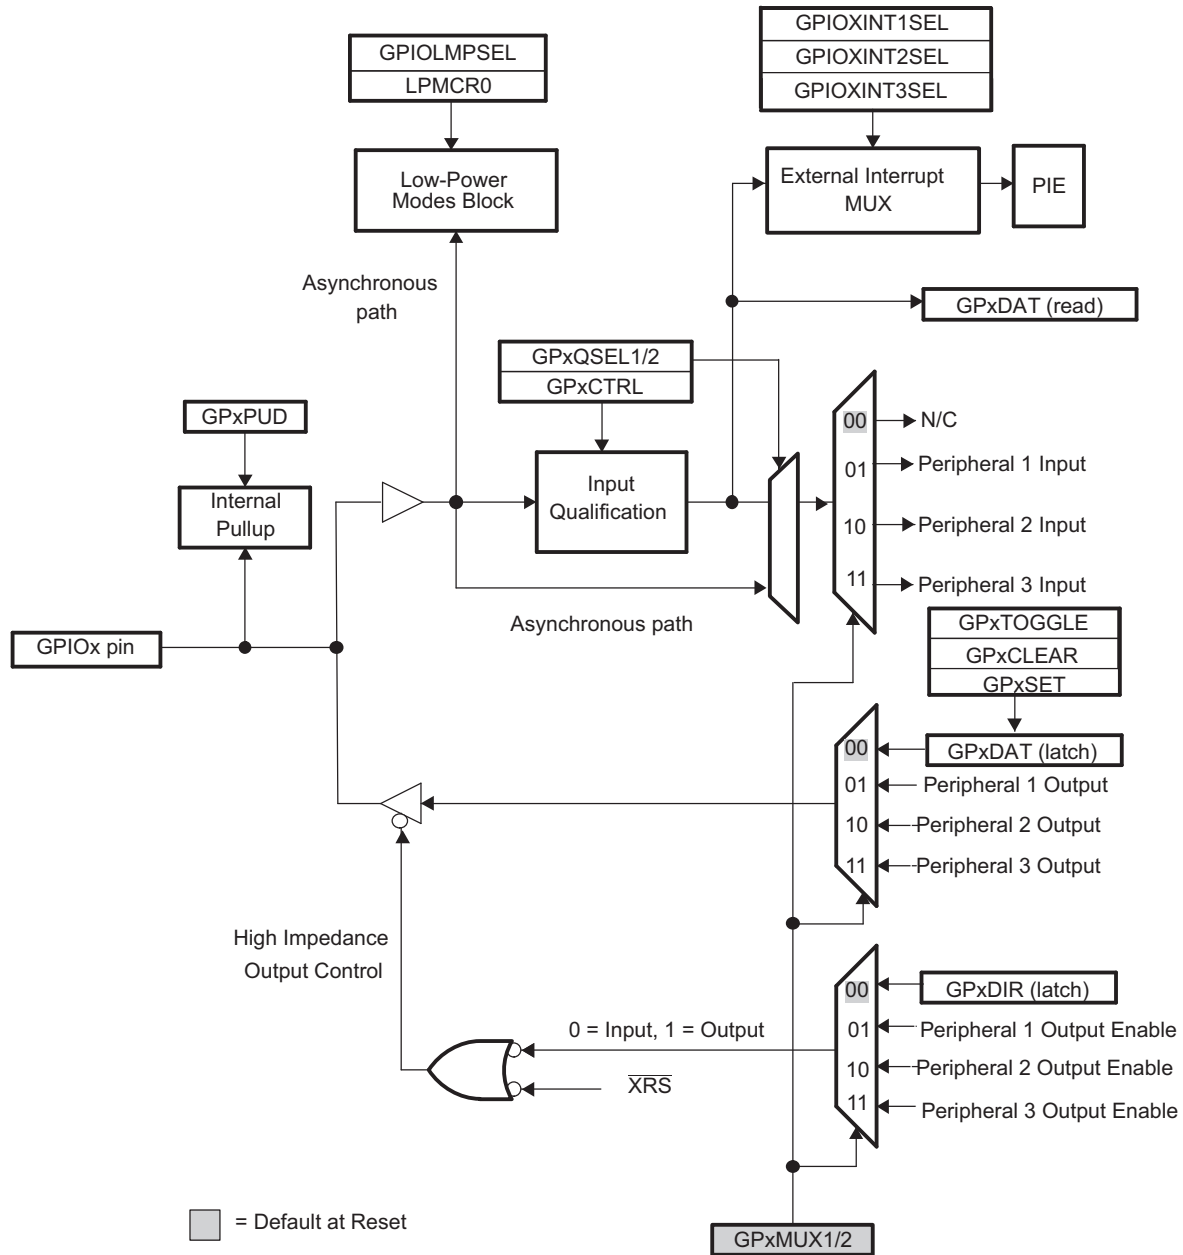 GPIOLMPSEL
LPMCR0
GPIOXINT1SEL
GPIOXINT2SEL
GPIOXINT3SEL
Low-Power
Modes Block
External Interrupt
MUX
PIE
Asynchronous
path
GPxDAT (read)
GPxQSEL1/2
GPxCTRL
GPxPUD
00
N/C
01
Peripheral 1 Input
Internal
Pullup
Input
Qualification
10
Peripheral 2 Input
11
Peripheral 3 Input
Asynchronous path
GPIOx pin
GPxTOGGLE
GPxCLEAR
GPxSET
00
GPxDAT (latch)
01
Peripheral 1 Output
10
Peripheral 2 Output
11
Peripheral 3 Output
High Impedance
Output Control
00
GPxDIR (latch)
0 = Input, 1 = Output
01
Peripheral 1 Output Enable
10
Peripheral 2 Output Enable
XRS
11
Peripheral 3 Output Enable
= Default at Reset
GPxMUX1/2